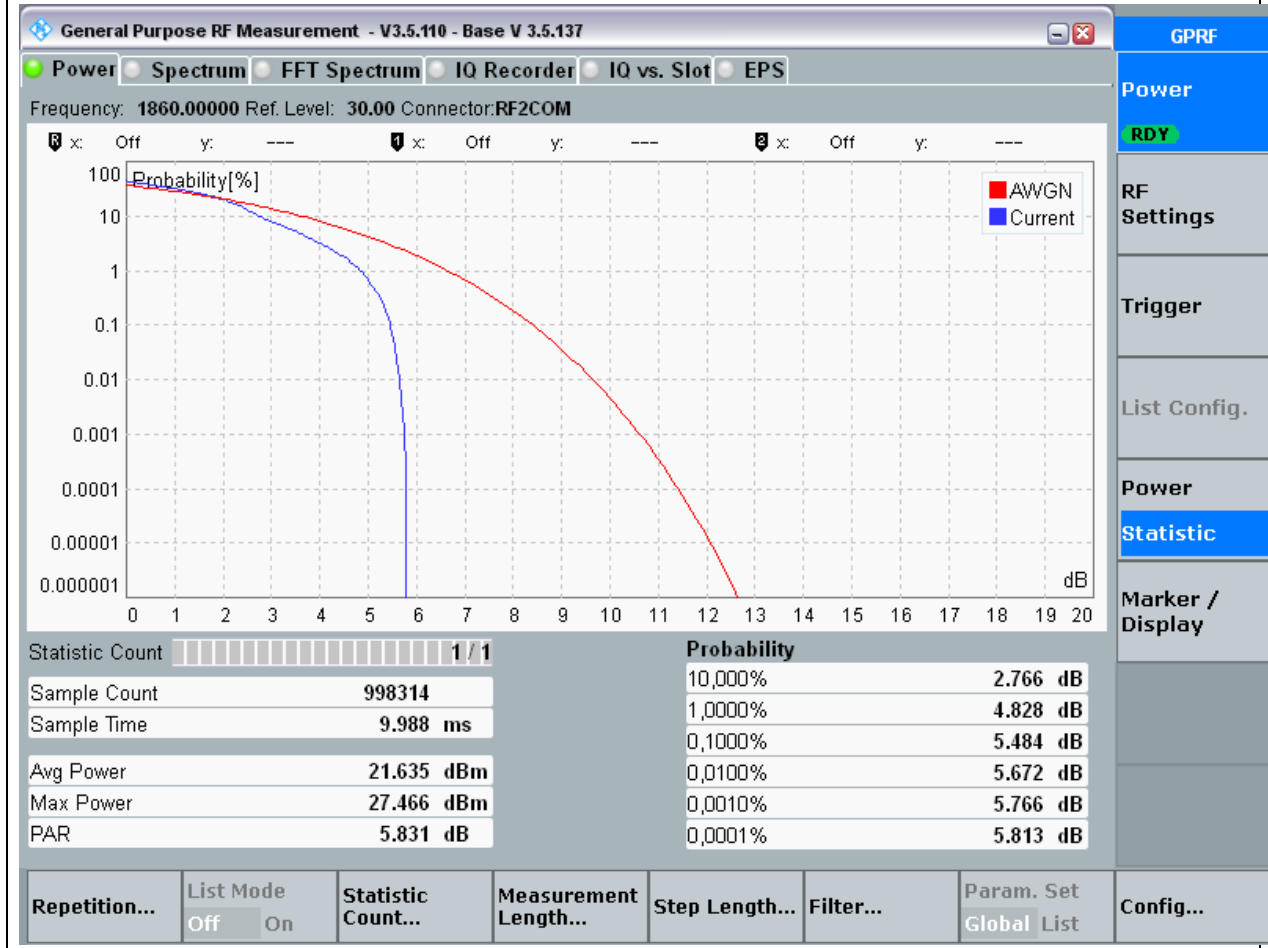 General Purpose RF Measurement - V3.5.110 - Base V 3.5.137
GPRF
Power Spectrum FFT Spectrum IQ Recorder IQ vs. Slot EPS
Frequency: 1860.00000 Ref. Level: 30.00 Connector:RF2COM
R x: Off y: --- 1 x: Off y: --- 2 x: Off y: ---
Probability[%]
AWGN
Current
100
10
1
0.1
0.01
0.001
0.0001
0.00001
0.000001
dB
0 1 2 3 4 5 6 7 8 9 10 11 12 13 14 15 16 17 18 19 20
Statistic Count 1 / 1
Sample Count 998314
Sample Time 9.988 ms
Avg Power 21.635 dBm
Max Power 27.466 dBm
PAR 5.831 dB
Probability
10,000% 2.766 dB
1,0000% 4.828 dB
0,1000% 5.484 dB
0,0100% 5.672 dB
0,0010% 5.766 dB
0,0001% 5.813 dB
Power
RDY
RF
Settings
Trigger
List Config.
Power
Statistic
Marker /
Display
Repetition...
List Mode
Off On
Statistic
Count...
Measurement
Length...
Step Length...
Filter...
Param. Set
Global List
Config...